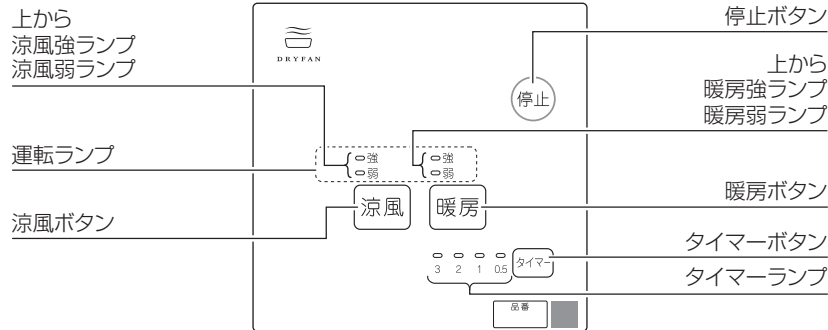 上から
涼風強ランプ
涼風弱ランプ
運転ランプ
涼風ボタン
DRYFAN
停止
強
弱
強
弱
涼風
暖房
3 2 1 0.5
タイマー
品番
停止ボタン
上から
暖房強ランプ
暖房弱ランプ
暖房ボタン
タイマーボタン
タイマーランプ